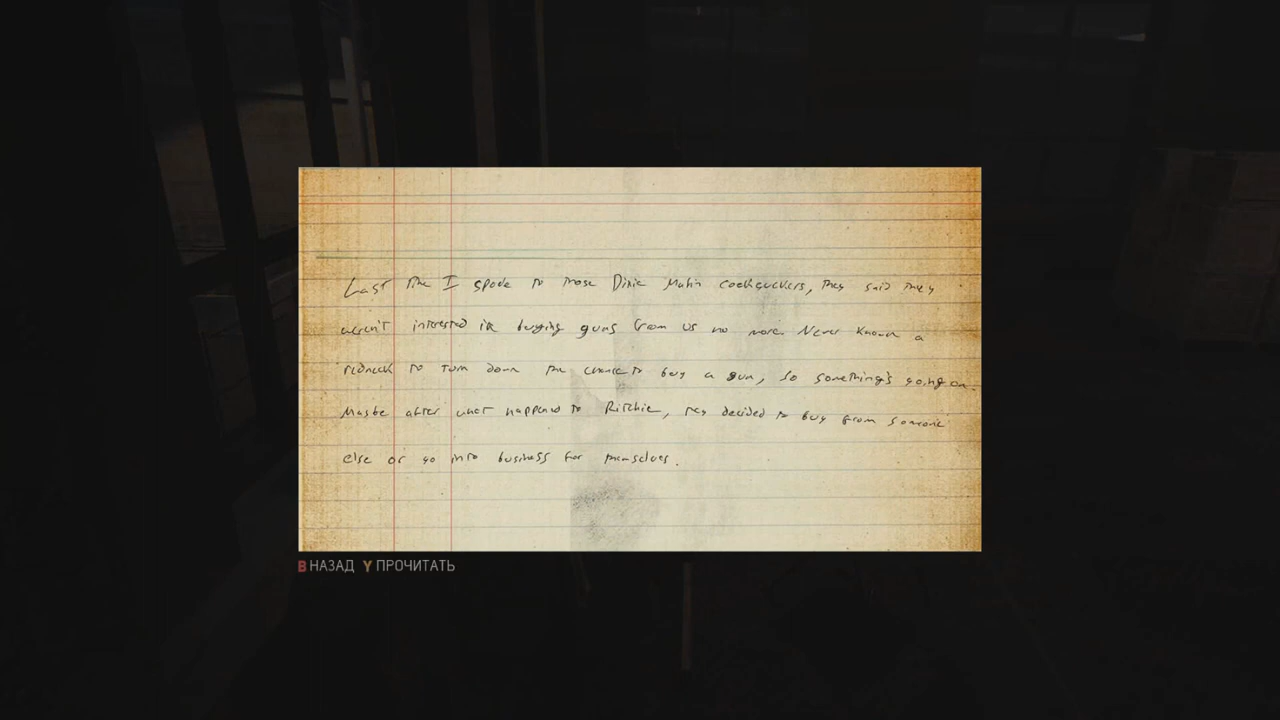 Last time I spoke to those Dixie Mafia cocksuckers, they said they
weren't interested in buying guns from us no more. Never known a
redneck to turn down the chance to buy a gun, so something's going on.
Maybe after what happened to Ritchie, they decided to buy from someone
else or go into business for themselves.
B НАЗАД Y ПРОЧИТАТЬ